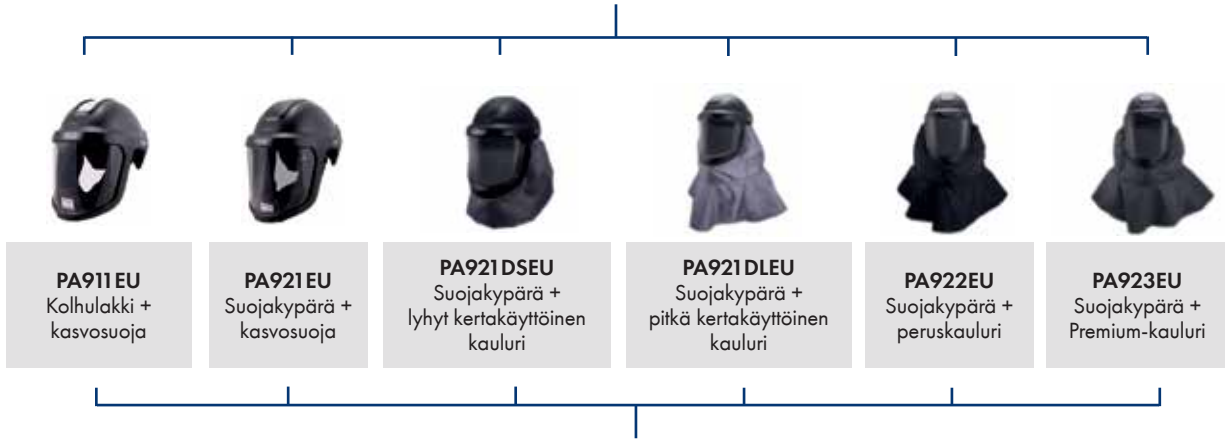 PA911EU
Kolhulakki +
kasvosuoja
PA921EU
Suojakypärä +
kasvosuoja
PA921DSEU
Suojakypärä +
lyhyt kertakäyttöinen
kauluri
PA921DLEU
Suojakypärä +
pitkä kertakäyttöinen
kauluri
PA922EU
Suojakypärä +
peruskauluri
PA923EU
Suojakypärä +
Premium-kauluri